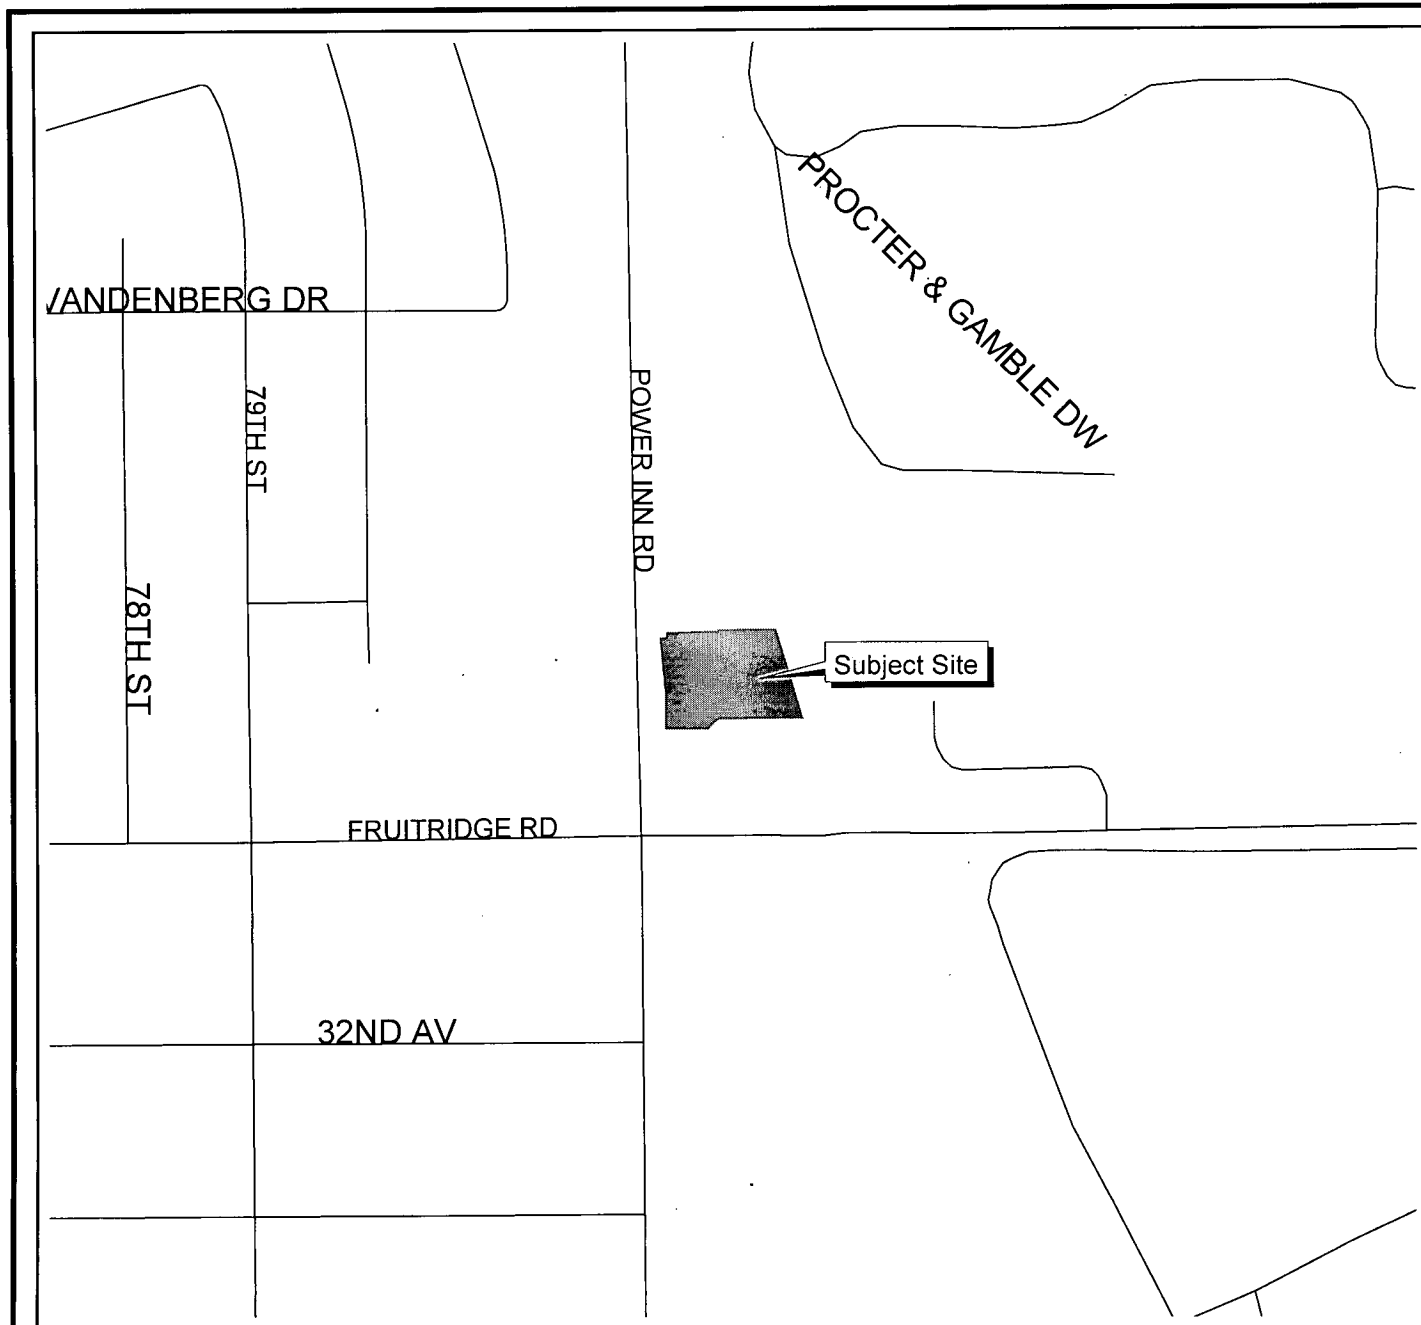 PROCTER & GAMBLE DW
VANDENBERG DR
79TH ST
POWER INN RD
78TH ST
Subject Site
FRUITRIDGE RD
32ND AV